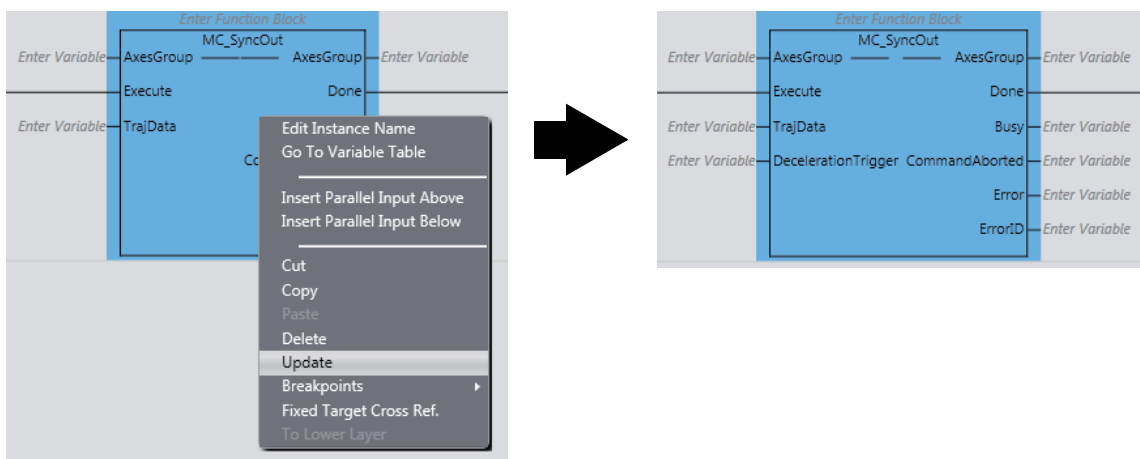 Enter Function Block
MC_SyncOut
Enter Variable AxesGroup AxesGroup Enter Variable
Execute Done
Enter Variable TrajData
Co
Edit Instance Name
Go To Variable Table
Insert Parallel Input Above
Insert Parallel Input Below
Cut
Copy
Paste
Delete
Update
Breakpoints
Fixed Target Cross Ref.
To Lower Layer
Enter Function Block
MC_SyncOut
Enter Variable AxesGroup AxesGroup Enter Variable
Execute Done
Enter Variable TrajData Busy Enter Variable
Enter Variable DecelerationTrigger CommandAborted Enter Variable
Error Enter Variable
ErrorID Enter Variable